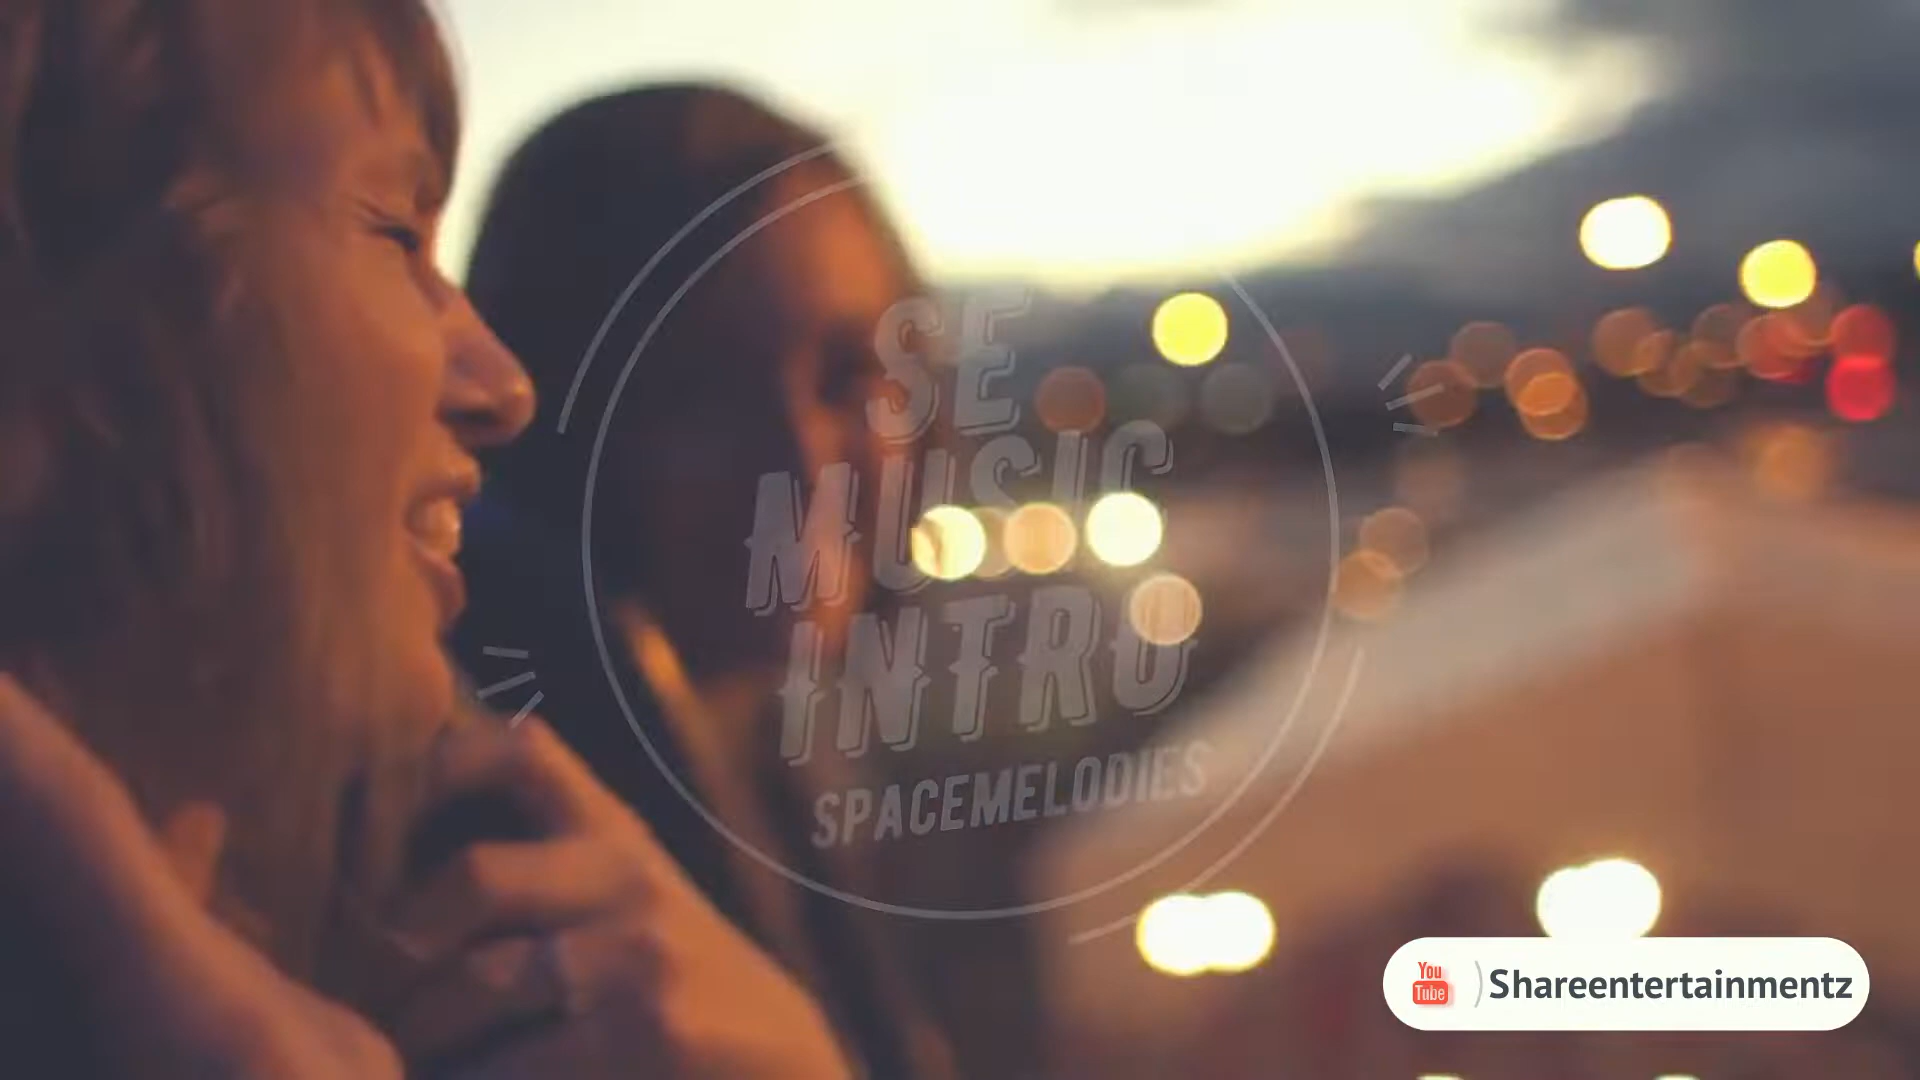 SE
MUSIC
INTRO
SPACEMELODIES
You
Tube
Shareentertainmentz